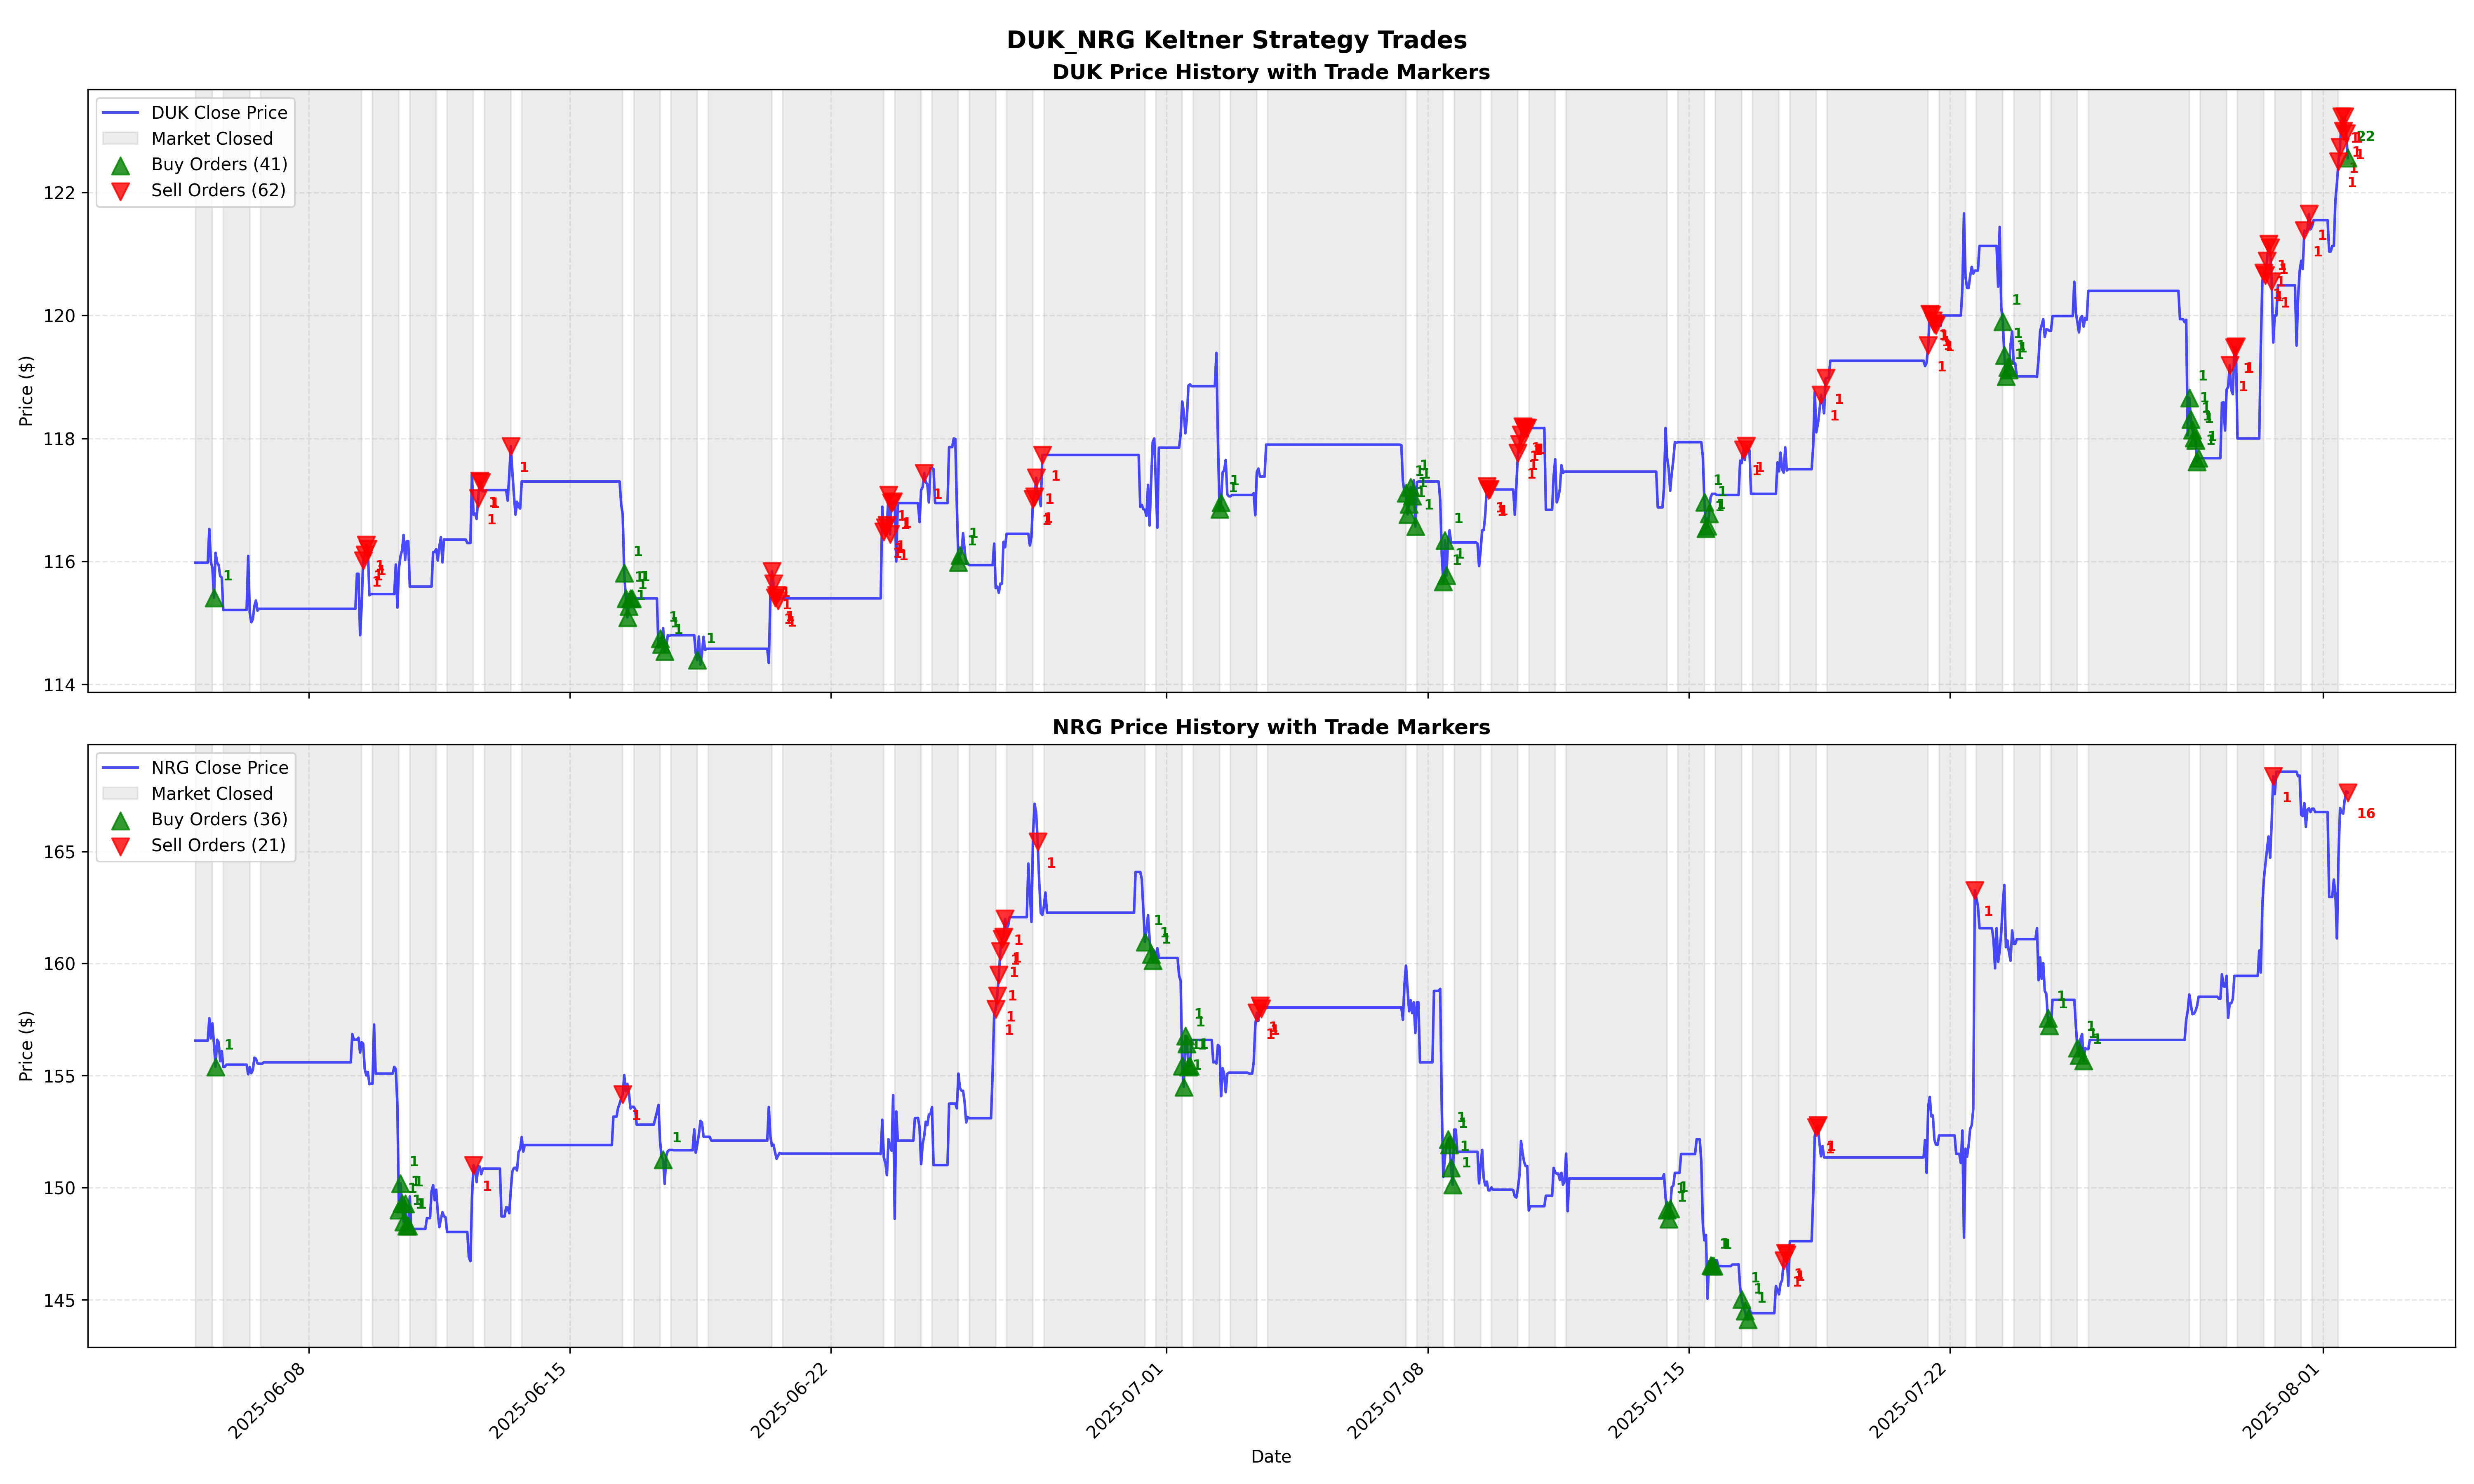 DUK_NRG Keltner Strategy Trades
DUK Price History with Trade Markers
DUK Close Price
Market Closed
Buy Orders (41)
Sell Orders (62)
Price ($)
122
120
118
116
114
22
NRG Price History with Trade Markers
NRG Close Price
Market Closed
Buy Orders (36)
Sell Orders (21)
Price ($)
165
160
155
150
145
16
2025-06-08
2025-06-15
2025-06-22
2025-07-01
2025-07-08
2025-07-15
2025-07-22
2025-08-01
Date